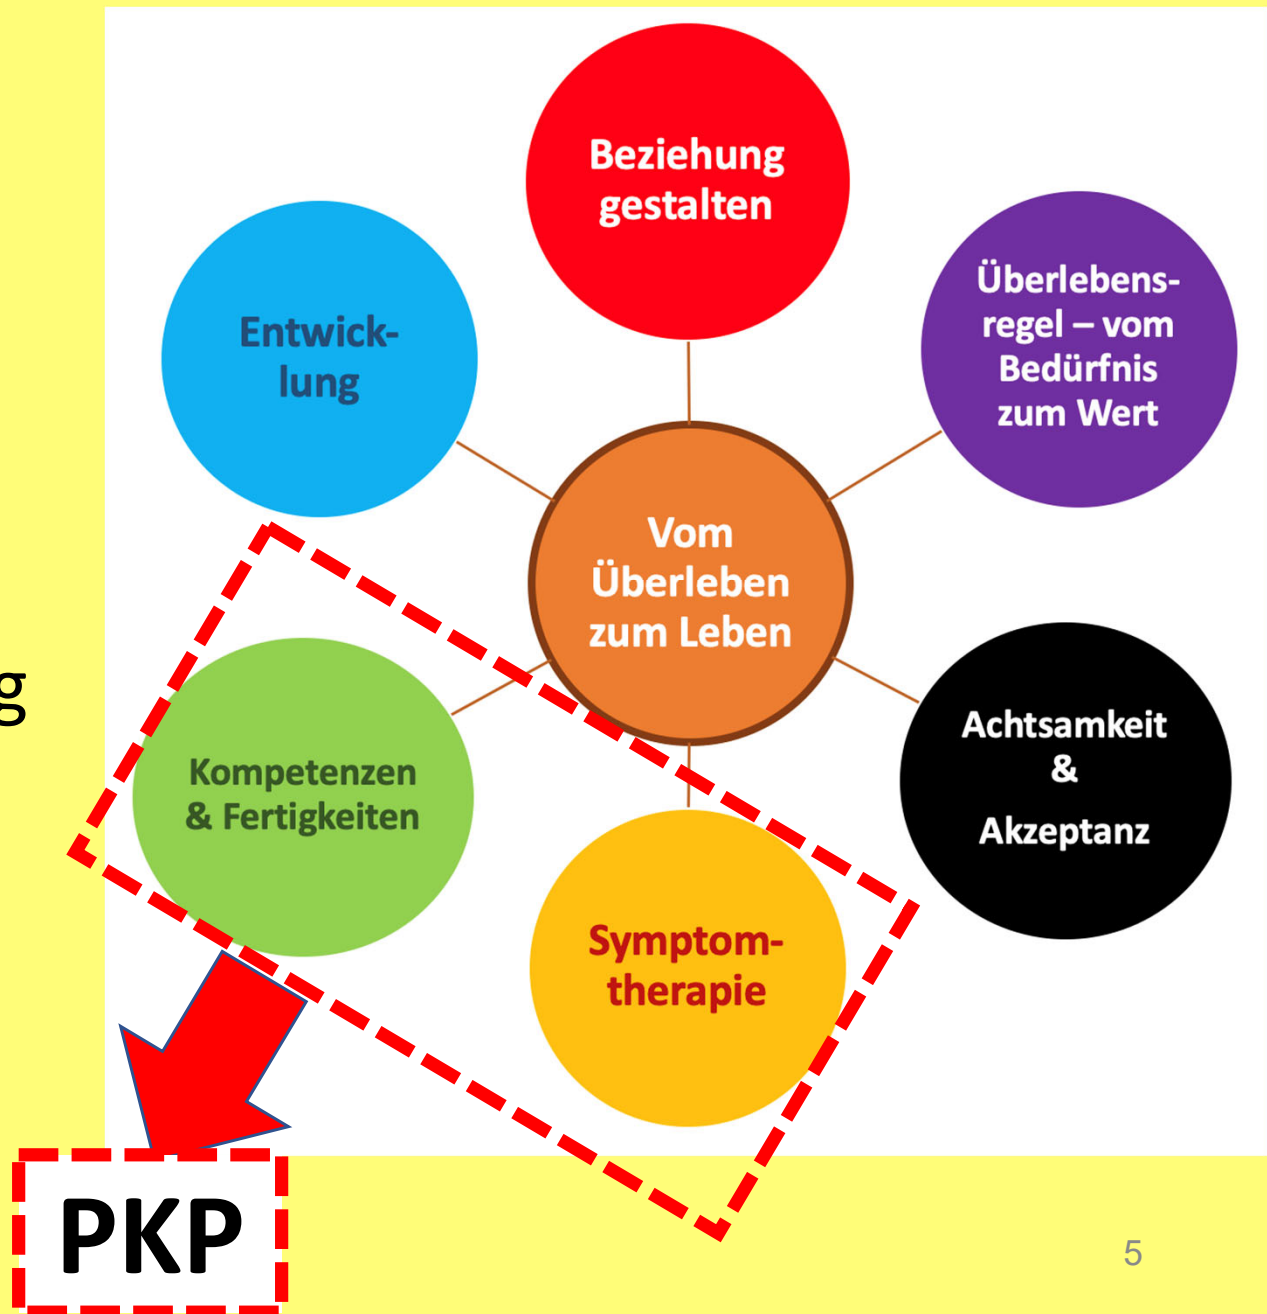 Beziehung
gestalten
Überlebens-
regel – vom
Bedürfnis
zum Wert
Entwick-
lung
Vom
Überleben
zum Leben
g
Achtsamkeit
&
Akzeptanz
Kompetenzen
& Fertigkeiten
Symptom-
therapie
PKP
5